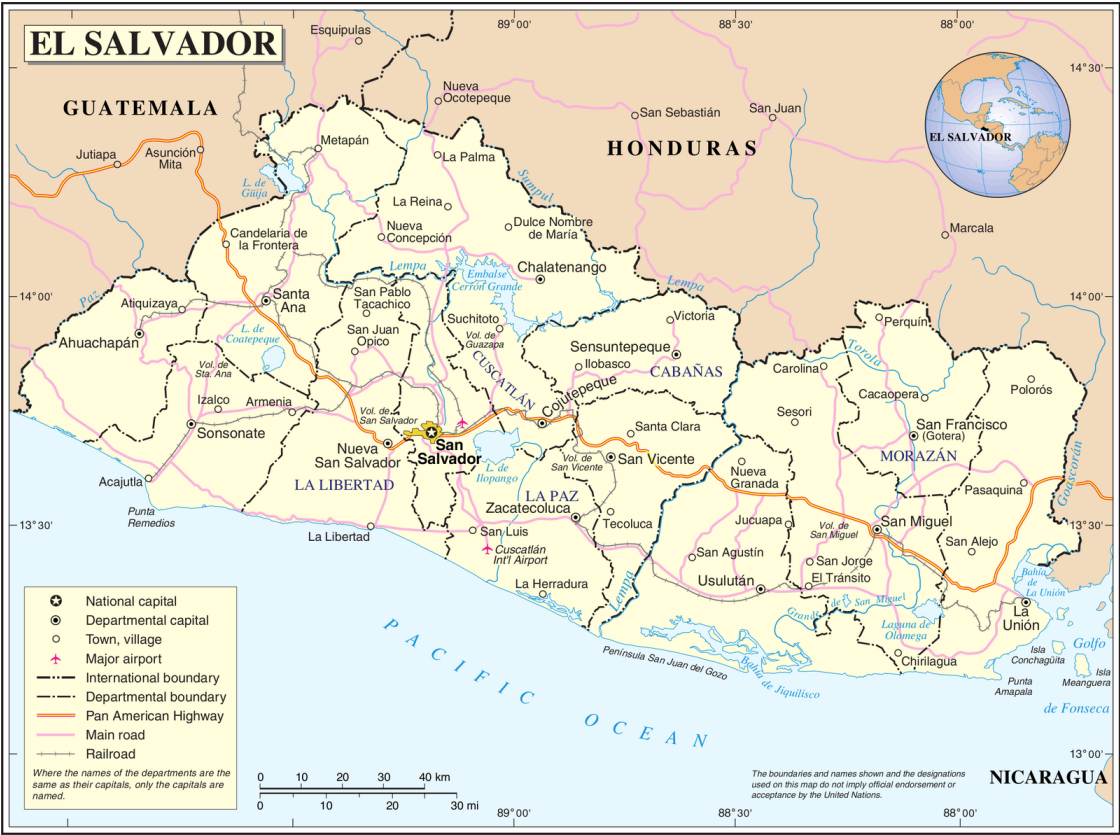 89°00'
88°30'
88°00'
EL SALVADOR
Esquipulas
14°30'
GUATEMALA
Nueva
Ocotepeque
San Sebastián
San Juan
HONDURAS
EL SALVADOR
Jutiapa
Asunción
Mita
Metapán
La Palma
L. de
Güija
Sumpul
La Reina
Candelaria de
la Frontera
Nueva
Concepción
Dulce Nombre
de María
Marcala
Lempa
Embalse
Cerrón Grande
Chalatenango
Lempa
14°00'
14°00'
Paz
Atiquizaya
Santa
Ana
San Pablo
Tacachico
Suchitoto
Victoria
Perquín
Ahuachapán
L. de
Coatepeque
San Juan
Opico
Vol. de
Guazapa
Sensuntepeque
Ilobasco
CABAÑAS
Torola
Carolina
Vol. de
Sta. Ana
CUSCATLÁN
Cojutepeque
Cacaopera
Polorós
Izalco
Armenia
Vol. de
San Salvador
Sesori
San Francisco
(Gotera)
Sonsonate
Santa Clara
Nueva
San Salvador
San
Salvador
L. de
Ilopango
Vol. de
San Vicente
San Vicente
MORAZÁN
Goascorán
Nueva
Granada
Acajutla
LA LIBERTAD
LA PAZ
Zacatecoluca
Pasaquina
Punta
Remedios
Tecoluca
Jucuapa
Vol. de
San Miguel
San Miguel
13°30'
13°30'
La Libertad
San Luis
Cuscatlán
Int'l Airport
San Agustín
San Jorge
San Alejo
La Herradura
Lempa
Usulután
El Tránsito
Bahía
de
La Unión
Grande de San Miguel
Laguna de
Olomega
La
Unión
PACIFIC OCEAN
Península San Juan del Gozo
Bahía de Jiquilisco
Chirilagua
Isla
Conchagüita
Golfo
Isla
Meanguera
Punta
Amapala
de Fonseca
National capital
Departmental capital
Town, village
Major airport
International boundary
Departmental boundary
Pan American Highway
Main road
Railroad
Where the names of the departments are the
same as their capitals, only the capitals are
named.
0 10 20 30 40 km
0 10 20 30 mi
The boundaries and names shown and the designations
used on this map do not imply official endorsement or
acceptance by the United Nations.
13°00'
NICARAGUA
89°00'
88°30'
88°00'